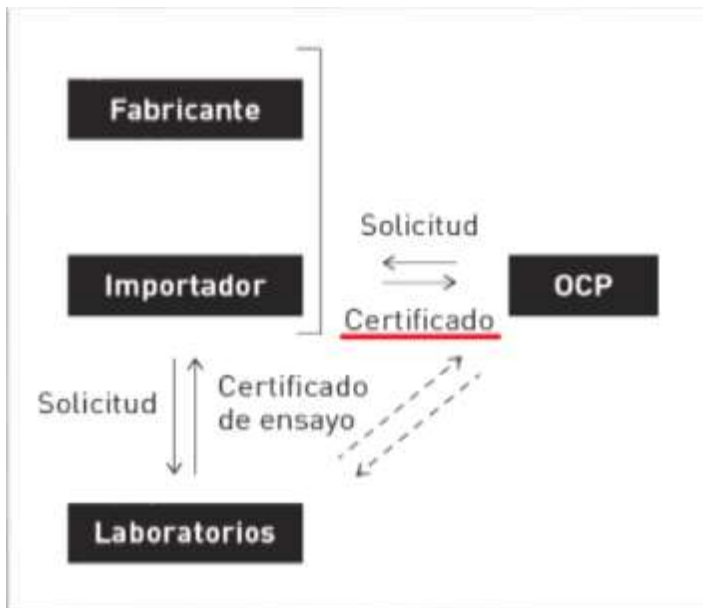 Fabricante
Solicitud
Importador
OCP
Certificado
Solicitud
Certificado
de ensayo
Laboratorios